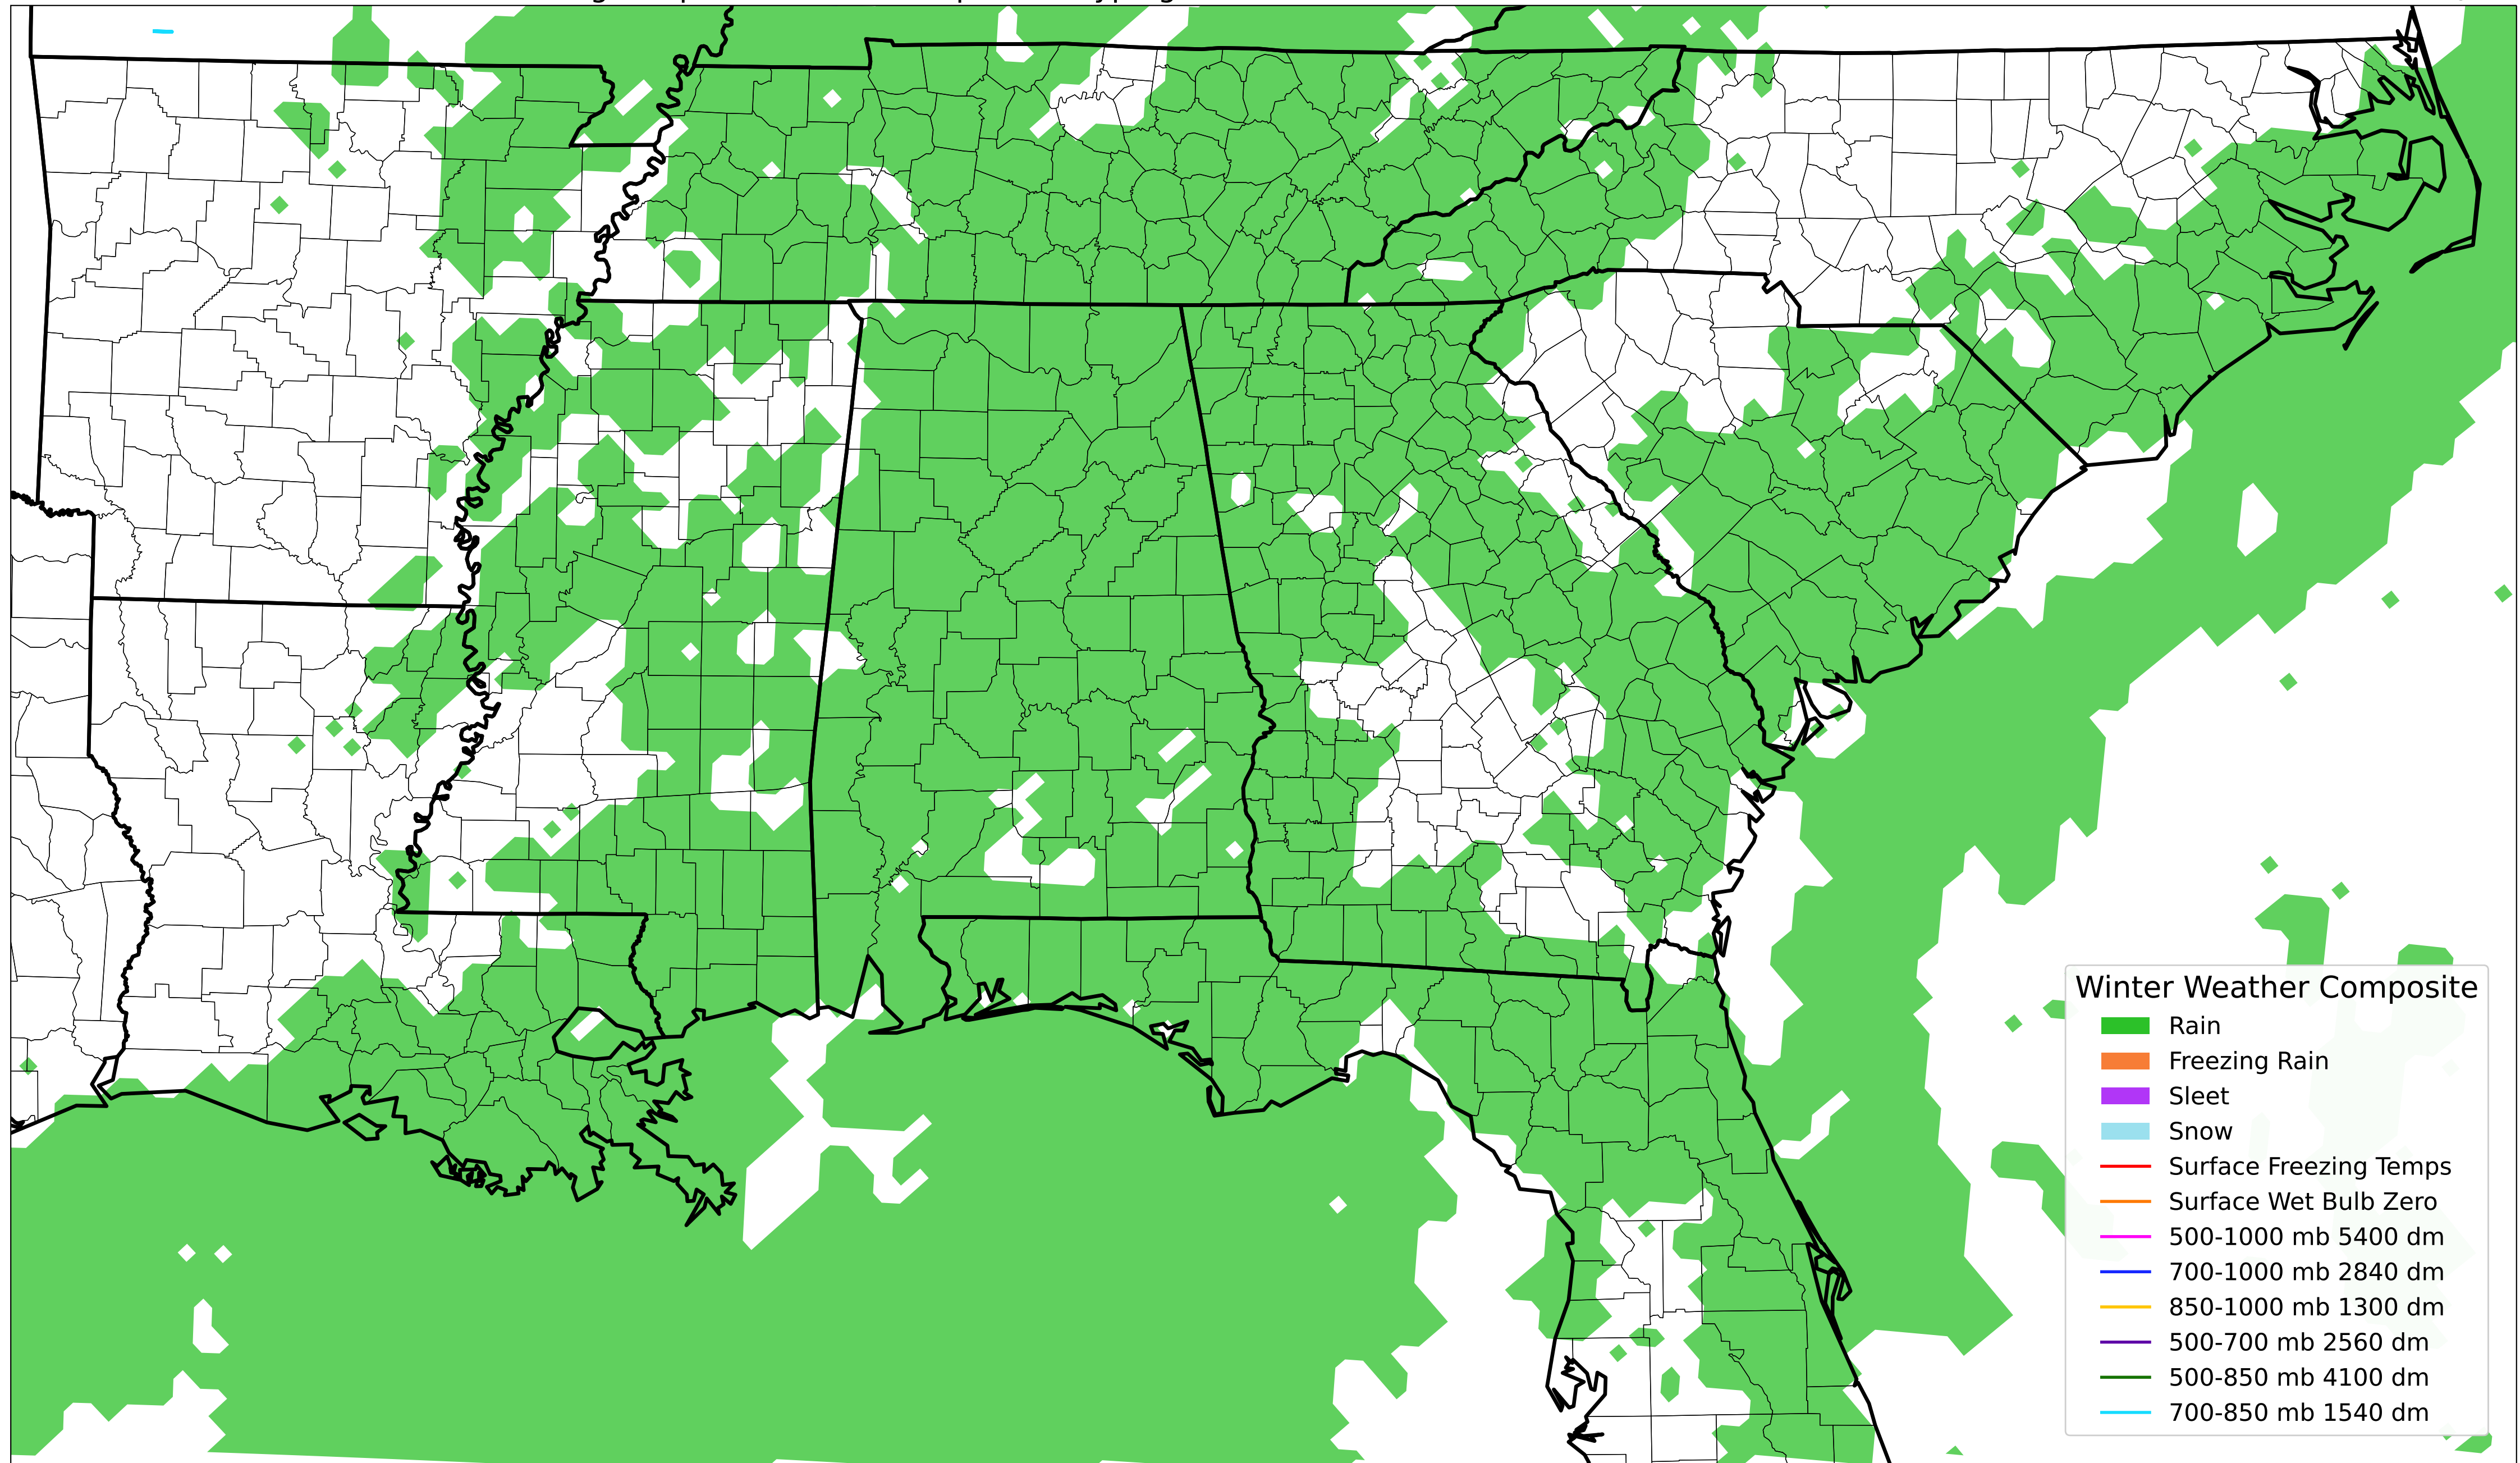 Winter Weather Composite
Rain
Freezing Rain
Sleet
Snow
Surface Freezing Temps
Surface Wet Bulb Zero
500-1000 mb 5400 dm
700-1000 mb 2840 dm
850-1000 mb 1300 dm
500-700 mb 2560 dm
500-850 mb 4100 dm
700-850 mb 1540 dm